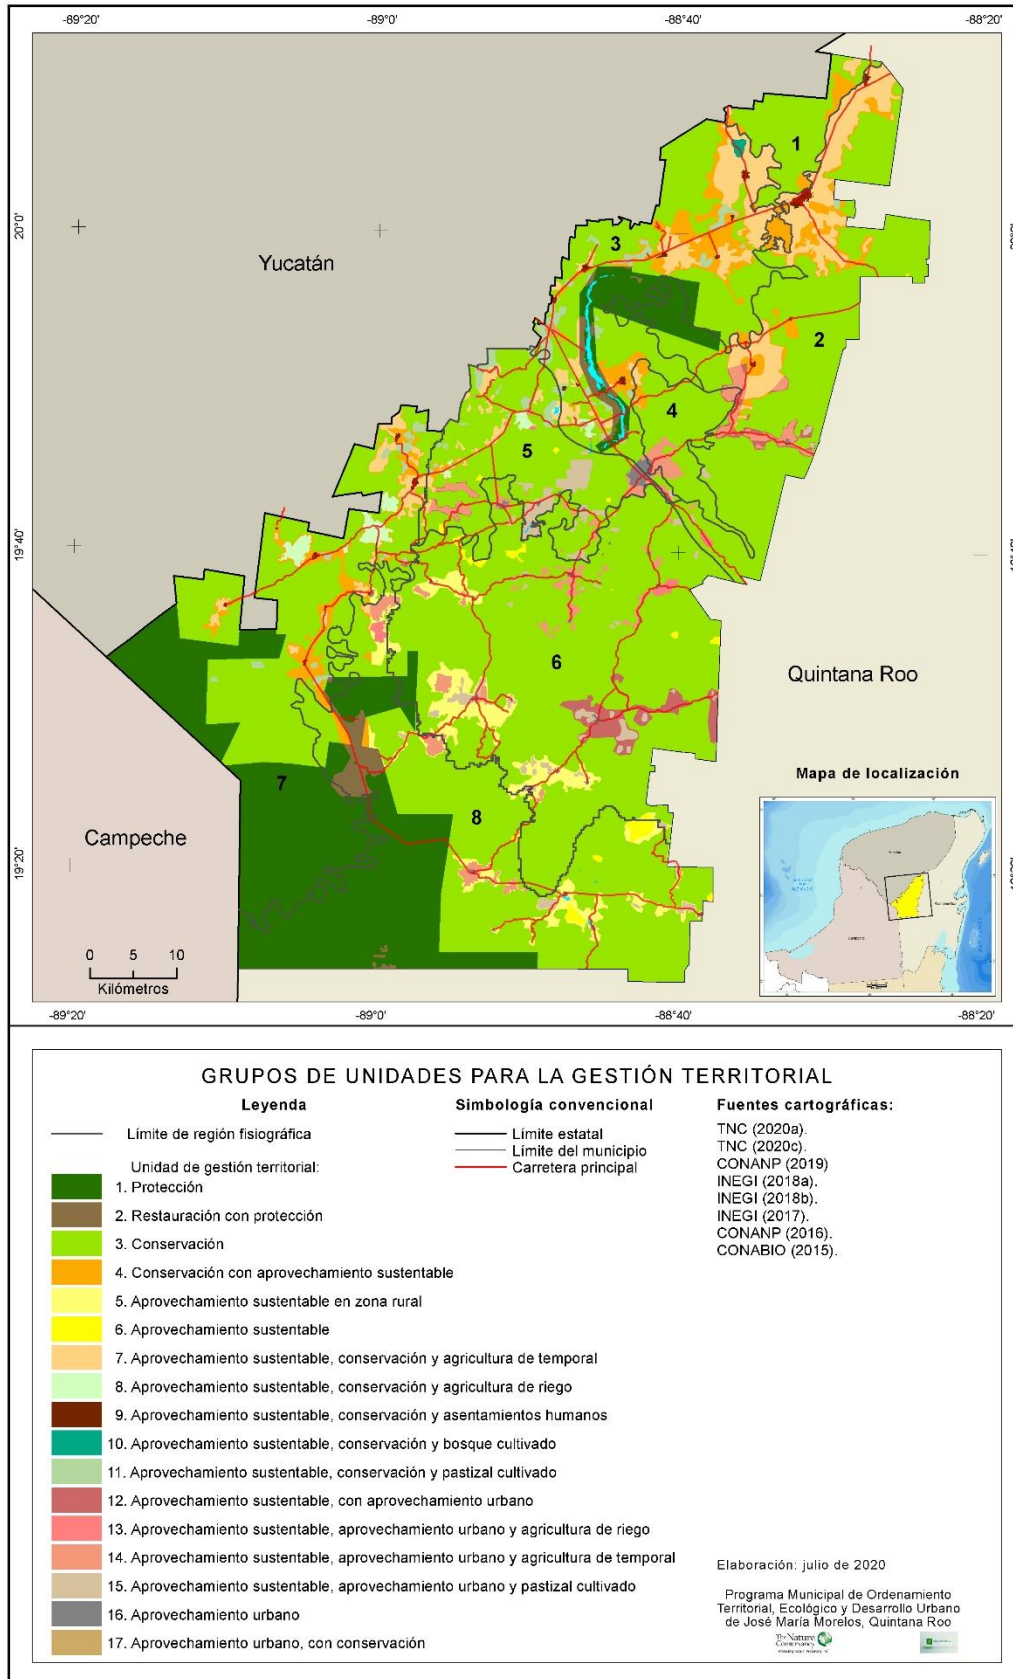 -89°20'
-89°0'
-88°40'
-88°20'
1
20°0'
3
Yucatán
2
4
5
19°40'
6
Quintana Roo
Mapa de localización
7
Campeche
8
19°20'
0 5 10
Kilómetros
-89°20'
-89°0'
-88°40'
-88°20'
GRUPOS DE UNIDADES PARA LA GESTIÓN TERRITORIAL
Leyenda
Límite de región fisiográfica
Unidad de gestión territorial:
1. Protección
2. Restauración con protección
3. Conservación
4. Conservación con aprovechamiento sustentable
5. Aprovechamiento sustentable en zona rural
6. Aprovechamiento sustentable
7. Aprovechamiento sustentable, conservación y agricultura de temporal
8. Aprovechamiento sustentable, conservación y agricultura de riego
9. Aprovechamiento sustentable, conservación y asentamientos humanos
10. Aprovechamiento sustentable, conservación y bosque cultivado
11. Aprovechamiento sustentable, conservación y pastizal cultivado
12. Aprovechamiento sustentable, con aprovechamiento urbano
13. Aprovechamiento sustentable, aprovechamiento urbano y agricultura de riego
14. Aprovechamiento sustentable, aprovechamiento urbano y agricultura de temporal
15. Aprovechamiento sustentable, aprovechamiento urbano y pastizal cultivado
16. Aprovechamiento urbano
17. Aprovechamiento urbano, con conservación
Simbología convencional
Límite estatal
Límite del municipio
Carretera principal
Fuentes cartográficas:
TNC (2020a).
TNC (2020c).
CONANP (2019)
INEGI (2018a).
INEGI (2018b).
INEGI (2017).
CONANP (2016).
CONABIO (2015).
Elaboración: julio de 2020
Programa Municipal de Ordenamiento
Territorial, Ecológico y Desarrollo Urbano
de José María Morelos, Quintana Roo
The Nature
Conservancy